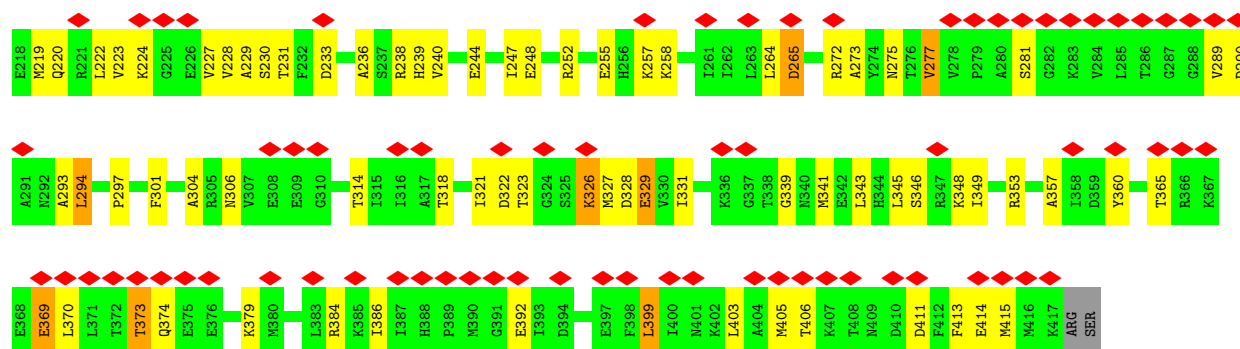 E218 M219 Q220 R221 L222 V223 K224 G225 E226 V227 V228 A229 S230 T231 F232 D233 A236 S237 R238 H239 V240 E244 I247 E248 R252 E255 H256 K257 K258 I261 I262 L263 L264 D265 R272 A273 Y274 N275 T276 V277 V278 P279 A280 S281 G282 K283 V284 L285 T286 G287 G288 V289 D290
A291 N292 A293 L294 P297 F301 A304 R305 N306 V307 E308 E309 G310 T314 I315 I316 A317 T318 I321 D322 T323 G324 S325 K326 M327 D328 E329 V330 I331 K336 G337 T338 G339 N340 M341 E342 L343 H344 L345 S346 R347 K348 I349 R353 A357 I358 D359 Y360 T365 R366 K367
E368 E369 L370 L371 T372 T373 Q374 E375 E376 K379 M380 L383 R384 K385 I386 I387 H388 P389 M390 G391 E392 I393 D394 E397 F398 L399 I400 N401 K402 L403 A404 M405 T406 K407 T408 N409 D410 D411 F412 F413 E414 M415 M416 K417 ARG SER